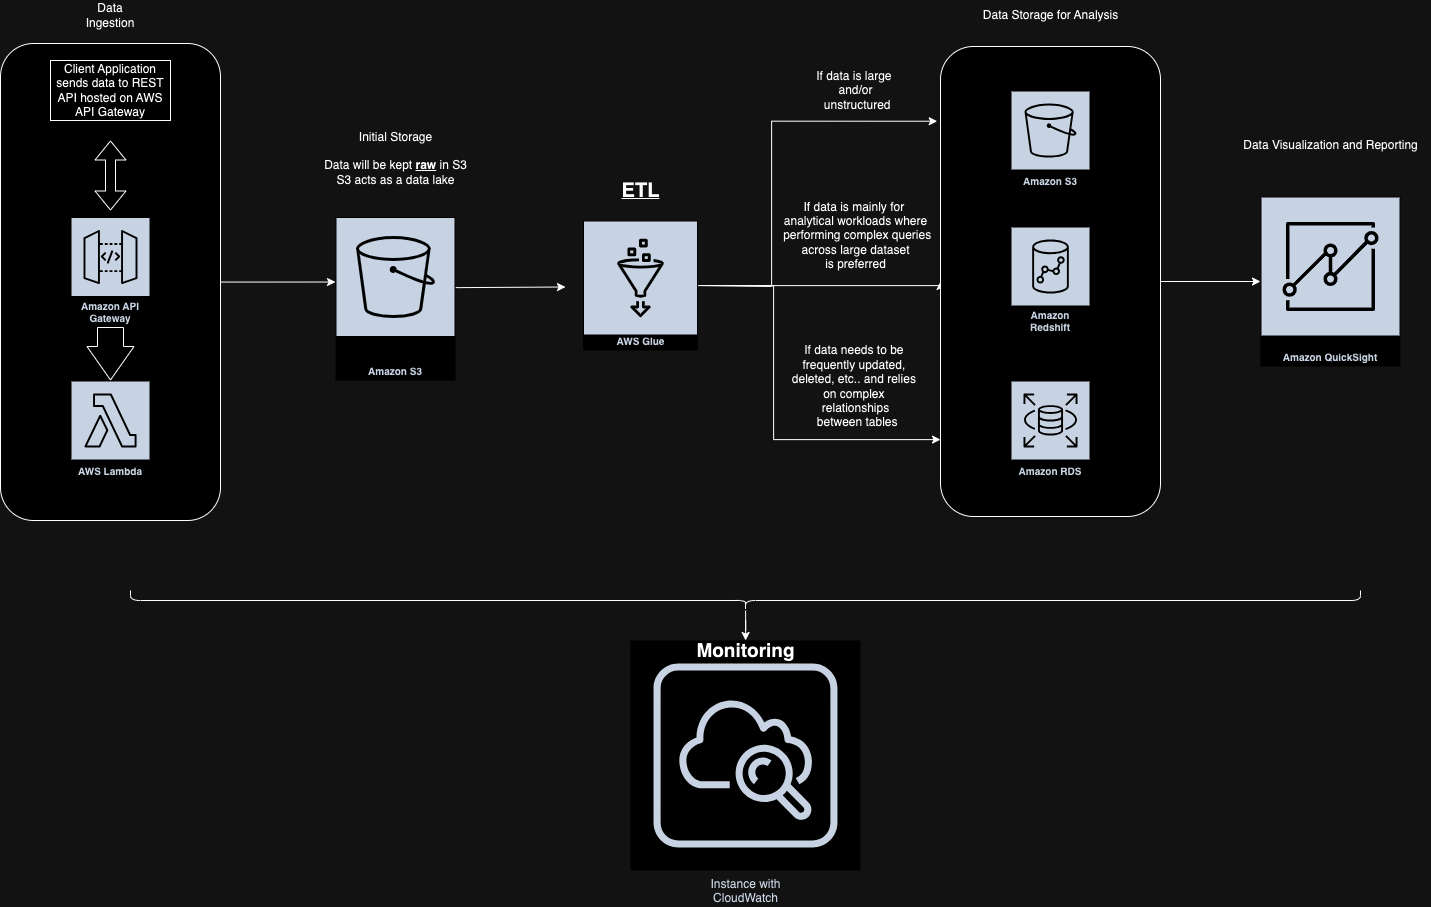 Data
Ingestion
Client Application
sends data to REST
API hosted on AWS
API Gateway
Amazon API
Gateway
AWS Lambda
Initial Storage
Data will be kept raw in S3
S3 acts as a data lake
Amazon S3
ETL
AWS Glue
If data is large
and/or
unstructured
If data is mainly for
analytical workloads where
performing complex queries
across large dataset
is preferred
If data needs to be
frequently updated,
deleted, etc.. and relies
on complex
relationships
between tables
Data Storage for Analysis
Amazon S3
Amazon
Redshift
Amazon RDS
Data Visualization and Reporting
Amazon QuickSight
Monitoring
Instance with
CloudWatch